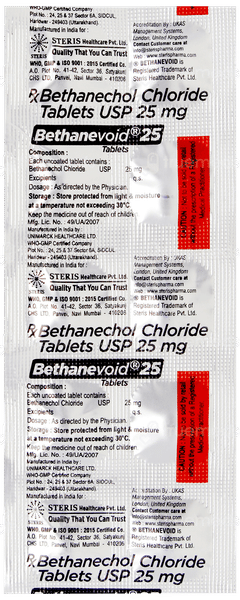 WHO-GMP Certified Company
Plot No.: 24, 25 & 37 Sector 6A, SIDCUL,
Haridwar - 249403 (Uttarakhand)
Manufactured in India for :
STERIS Healthcare Pvt. Ltd.
Quality That You Can Trust
WHO, GMP & ISO 9001 : 2015 Certified Co.
A.D. Plot No. 41-42, Sector 36, Satyakunj
CHS LTD. Panvel, Navi Mumbai - 410206
Accreditation By : UKAS
Management Systems,
London, United Kingdom
Contact Customer care at
info@sterispharma.com
Web : www.sterispharma.com
® BETHANEVOID is
Registered Trademark of
Steris Healthcare Pvt. Ltd.
Rx Bethanechol Chloride
Tablets USP 25 mg
Bethanevoid® 25
Tablets
Composition :
Each uncoated tablet contains :
Bethanechol Chloride USP 25 mg
Excipients q.s.
Dosage : As directed by the Physician.
Storage : Store protected from light & moisture
at a temperature not exceeding 30°C.
Keep the medicine out of reach of children
Mfg. Lic. No. : 49/UA/2007
Manufactured in India by :
UNIMARCK HEALTHCARE LTD.
WHO-GMP Certified Company
Plot No.: 24, 25 & 37 Sector 6A, SIDCUL,
Haridwar - 249403 (Uttarakhand)
Manufactured in India for :
STERIS Healthcare Pvt. Ltd.
Quality That You Can Trust
WHO, GMP & ISO 9001 : 2015 Certified Co.
A.D. Plot No. 41-42, Sector 36, Satyakunj
CHS LTD. Panvel, Navi Mumbai - 410206
Accreditation By : UKAS
Management Systems,
London, United Kingdom
Contact Customer care at
info@sterispharma.com
Web : www.sterispharma.com
® BETHANEVOID is
Registered Trademark of
Steris Healthcare Pvt. Ltd.
Rx Bethanechol Chloride
Tablets USP 25 mg
Bethanevoid® 25
Tablets
Composition :
Each uncoated tablet contains :
Bethanechol Chloride USP 25 mg
Excipients q.s.
Dosage : As directed by the Physician.
Storage : Store protected from light & moisture
at a temperature not exceeding 30°C.
Keep the medicine out of reach of children
Mfg. Lic. No. : 49/UA/2007
Manufactured in India by :
UNIMARCK HEALTHCARE LTD.
WHO-GMP Certified Company
Plot No.: 24, 25 & 37 Sector 6A, SIDCUL,
Haridwar - 249403 (Uttarakhand)
Manufactured in India for :
STERIS Healthcare Pvt. Ltd.
Quality That You Can Trust
WHO, GMP & ISO 9001 : 2015 Certified Co.
A.D. Plot No. 41-42, Sector 36, Satyakunj
CHS LTD. Panvel, Navi Mumbai - 410206
Accreditation By : UKAS
Management Systems,
London, United Kingdom
Contact Customer care at
info@sterispharma.com
Web : www.sterispharma.com
® BETHANEVOID is
Registered Trademark of
Steris Healthcare Pvt. Ltd.
Rx Bethanechol Chloride
Tablets USP 25 mg
Bethanevoid® 25